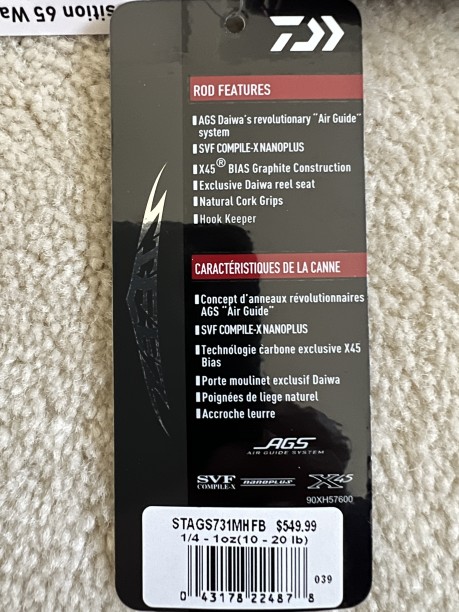 sition 65 Wa
ROD FEATURES
AGS Daiwa's revolutionary "Air Guide"
system
SVF COMPILE-X NANOPLUS
X45® BIAS Graphite Construction
Exclusive Daiwa reel seat
Natural Cork Grips
Hook Keeper
CARACTÉRISTIQUES DE LA CANNE
Concept d'anneaux révolutionnaires
AGS "Air Guide"
SVF COMPILE-X NANOPLUS
Technologie carbone exclusive X45
Bias
Porte moulinet exclusif Daiwa
Poignées de liege naturel
Accroche leurre
AGS
AIR GUIDE SYSTEM
SVF COMPILE-X NANOPLUS X45
90XH57600
STAGS731MHFB $549.99
1/4 - 1oz(10 - 20 lb)
039
0 43178 22487 8